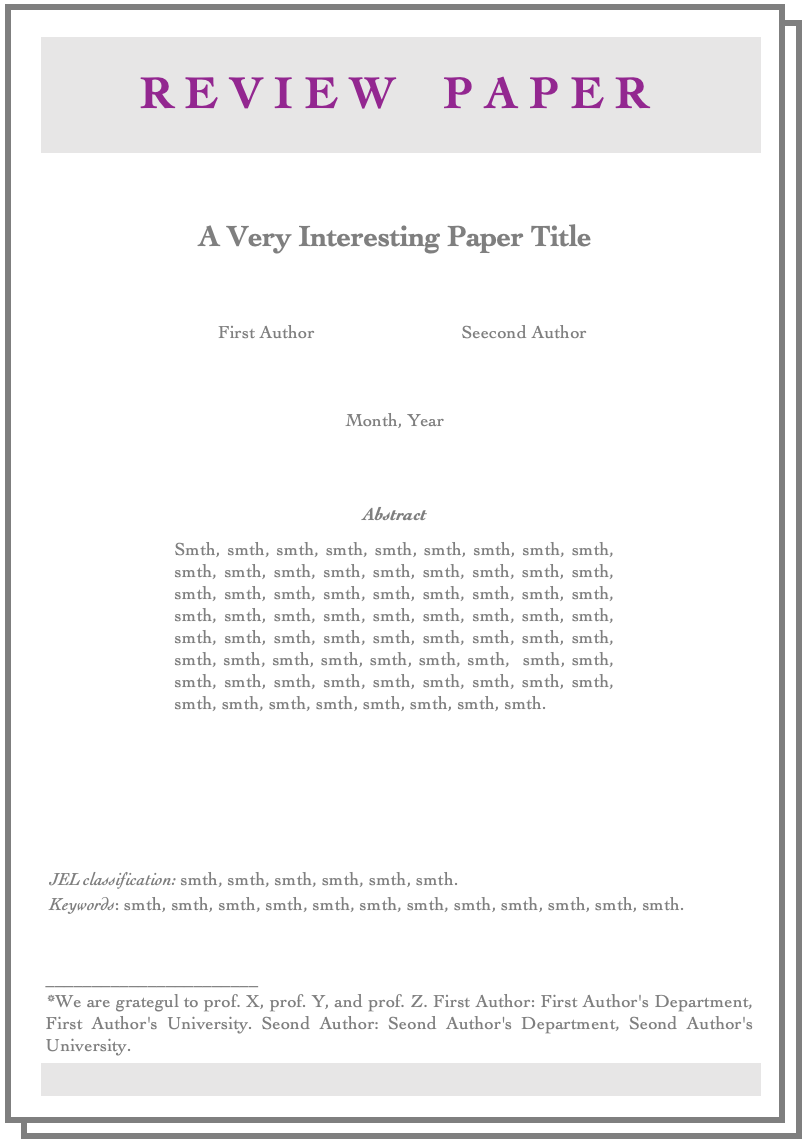 REVIEW PAPER
A Very Interesting Paper Title
First Author Seecond Author
Month, Year
Abstract
Smth, smth, smth, smth, smth, smth, smth, smth, smth,
smth, smth, smth, smth, smth, smth, smth, smth, smth,
smth, smth, smth, smth, smth, smth, smth, smth, smth,
smth, smth, smth, smth, smth, smth, smth, smth, smth,
smth, smth, smth, smth, smth, smth, smth, smth, smth,
smth, smth, smth, smth, smth, smth, smth, smth, smth,
smth, smth, smth, smth, smth, smth, smth, smth, smth,
smth, smth, smth, smth, smth, smth, smth, smth.
JEL classification: smth, smth, smth, smth, smth, smth.
Keywords: smth, smth, smth, smth, smth, smth, smth, smth, smth, smth, smth, smth.
*We are grategul to prof. X, prof. Y, and prof. Z. First Author: First Author's Department,
First Author's University. Seond Author: Seond Author's Department, Seond Author's
University.